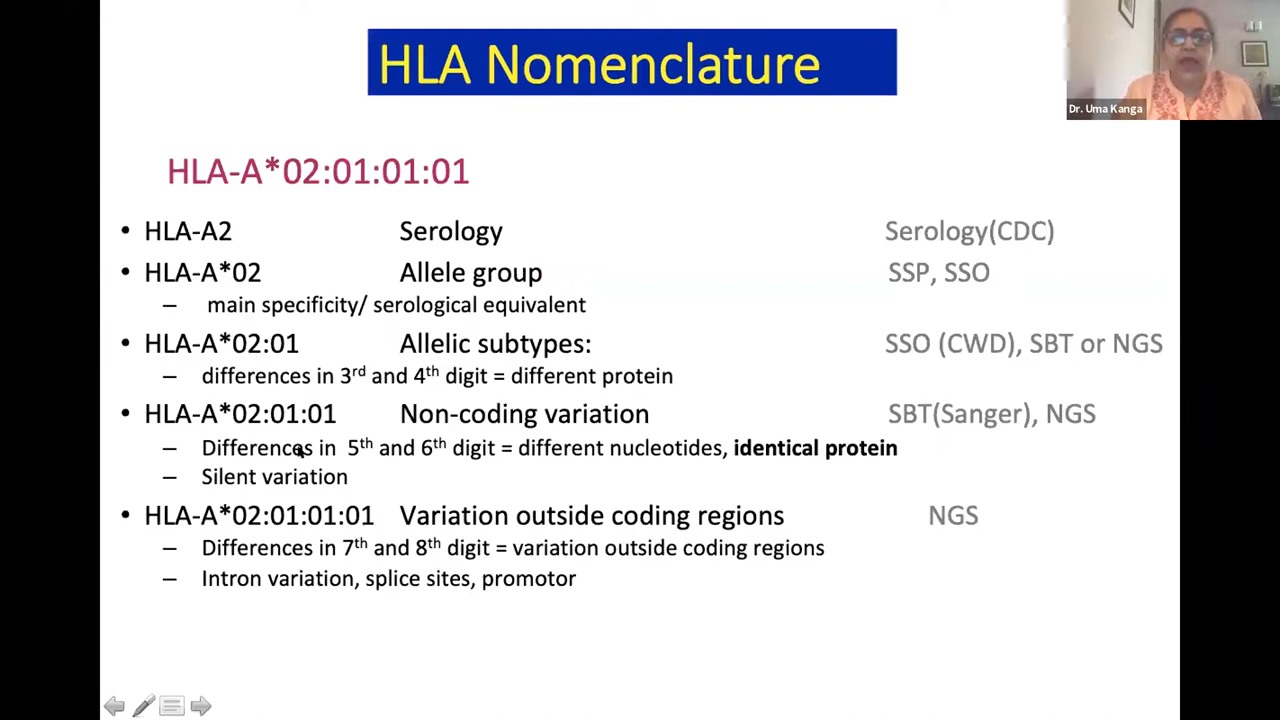 HLA Nomenclature
Dr. Uma Kanga
HLA-A*02:01:01:01
• HLA-A2 Serology Serology(CDC)
• HLA-A*02 Allele group SSP, SSO
– main specificity/ serological equivalent
• HLA-A*02:01 Allelic subtypes: SSO (CWD), SBT or NGS
– differences in 3rd and 4th digit = different protein
• HLA-A*02:01:01 Non-coding variation SBT(Sanger), NGS
– Differences in 5th and 6th digit = different nucleotides, identical protein
– Silent variation
• HLA-A*02:01:01:01 Variation outside coding regions NGS
– Differences in 7th and 8th digit = variation outside coding regions
– Intron variation, splice sites, promotor